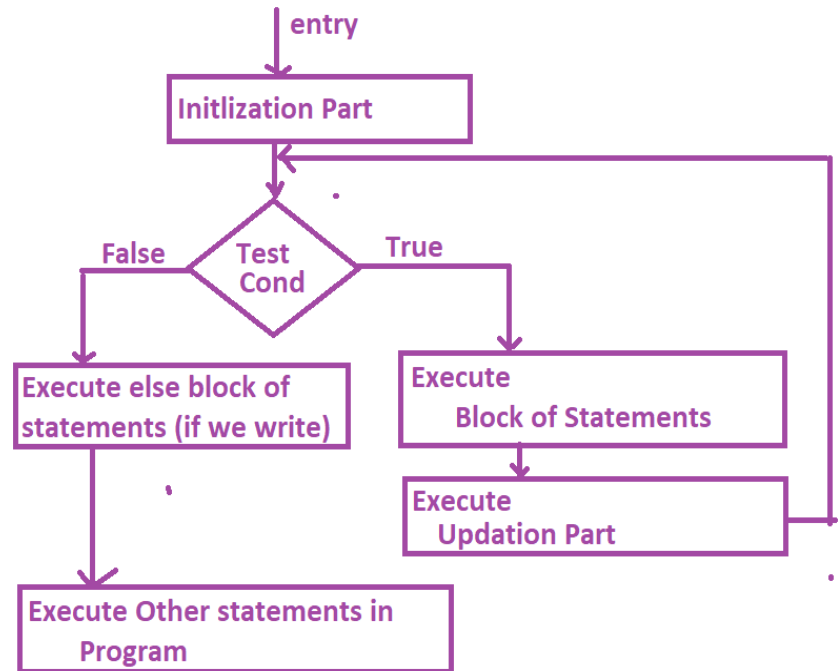 entry
Initlization Part
False
True
Test
Cond
Execute else block of
statements (if we write)
Execute
Block of Statements
Execute
Updation Part
Execute Other statements in
Program